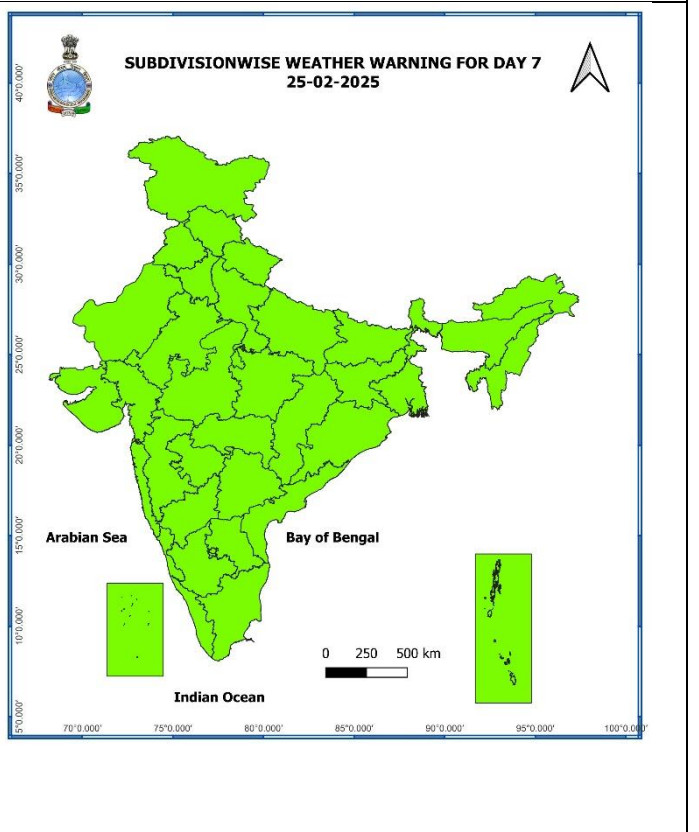 SUBDIVISIONWISE WEATHER WARNING FOR DAY 7
25-02-2025
40°0.000'
35°0.000'
30°0.000'
25°0.000'
20°0.000'
15°0.000'
10°0.000'
5°0.000'
Arabian Sea
Bay of Bengal
0 250 500 km
Indian Ocean
70°0.000' 75°0.000' 80°0.000' 85°0.000' 90°0.000' 95°0.000' 100°0.000'